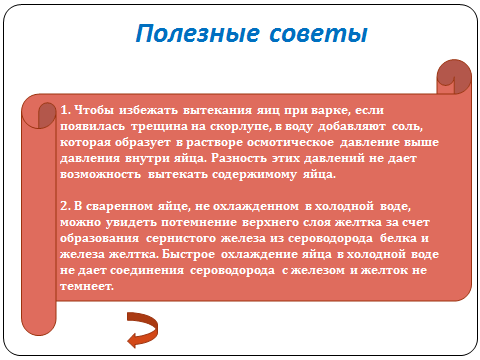 Полезные советы
1. Чтобы избежать вытекания яиц при варке, если
появилась трещина на скорлупе, в воду добавляют соль,
которая образует в растворе осмотическое давление выше
давления внутри яйца. Разность этих давлений не дает
возможность вытекать содержимому яйца.
2. В сваренном яйце, не охлажденном в холодной воде,
можно увидеть потемнение верхнего слоя желтка за счет
образования сернистого железа из сероводорода белка и
железа желтка. Быстрое охлаждение яйца в холодной воде
не дает соединения сероводорода с железом и желток не
темнеет.